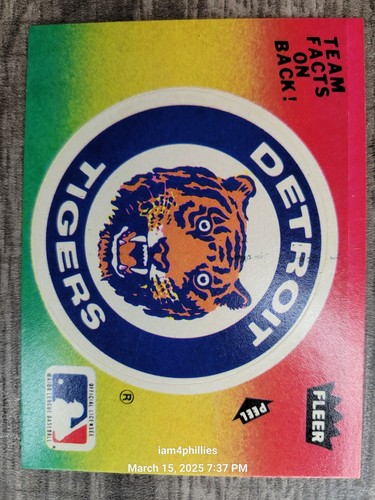 TEAM
FACTS
ON
BACK!
FLEER
DETROIT
TIGERS
PEEL
®
OFFICIAL LICENSEE
MAJOR LEAGUE BASEBALL
iam4phillies
March 15, 2025 7:37 PM